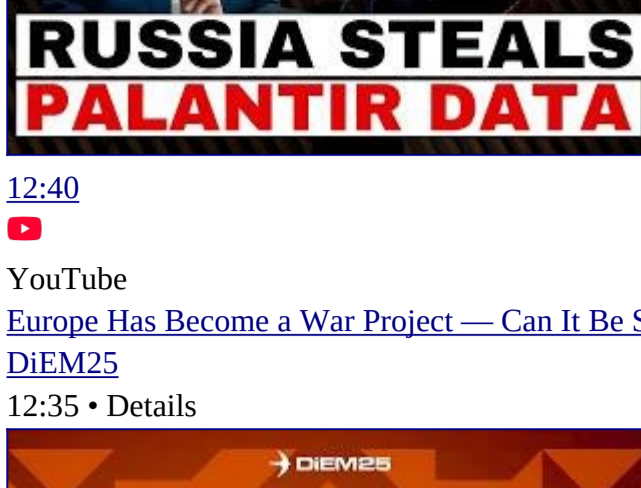 RUSSIA STEALS
PALANTIR DATA
12:40
YouTube
Europe Has Become a War Project — Can It Be
DiEM25
12:35 • Details
DiEM25